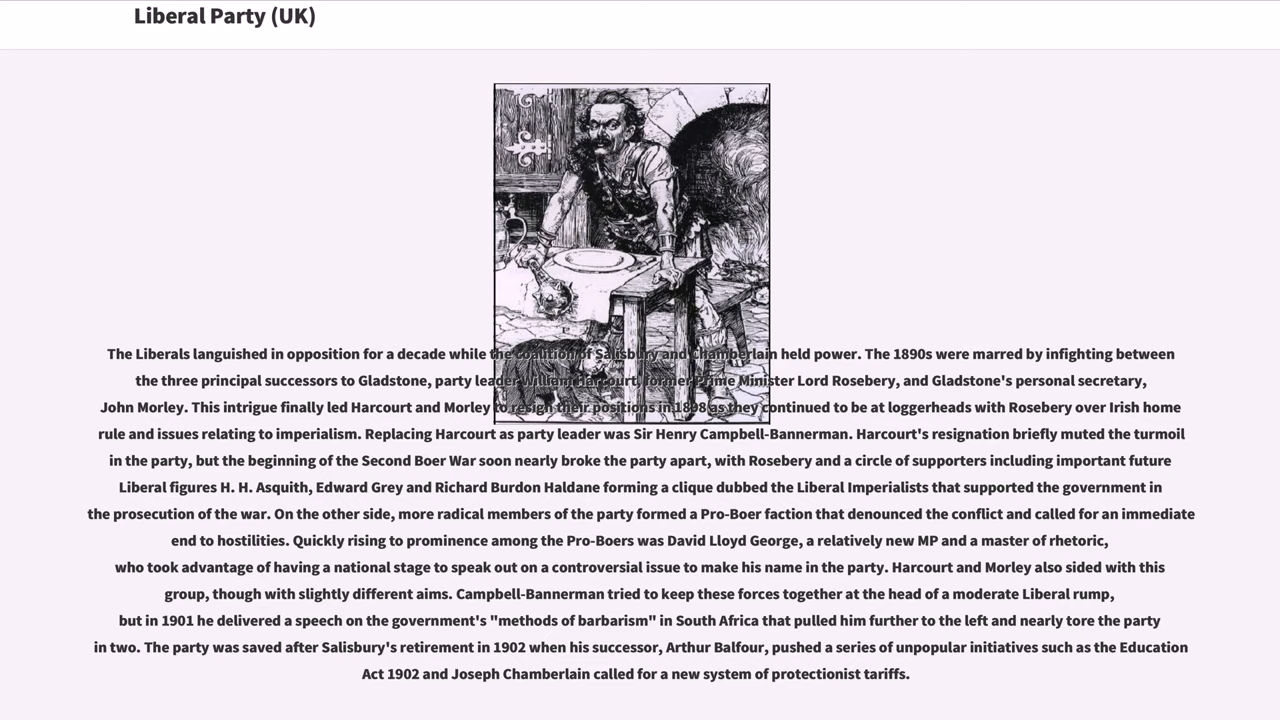 Liberal Party (UK)
The Liberals languished in opposition for a decade while the coalition of Salisbury and Chamberlain held power. The 1890s were marred by infighting between
the three principal successors to Gladstone, party leader William Harcourt, former Prime Minister Lord Rosebery, and Gladstone's personal secretary,
John Morley. This intrigue finally led Harcourt and Morley to resign their positions in 1898 as they continued to be at loggerheads with Rosebery over Irish home
rule and issues relating to imperialism. Replacing Harcourt as party leader was Sir Henry Campbell-Bannerman. Harcourt's resignation briefly muted the turmoil
in the party, but the beginning of the Second Boer War soon nearly broke the party apart, with Rosebery and a circle of supporters including important future
Liberal figures H. H. Asquith, Edward Grey and Richard Burdon Haldane forming a clique dubbed the Liberal Imperialists that supported the government in
the prosecution of the war. On the other side, more radical members of the party formed a Pro-Boer faction that denounced the conflict and called for an immediate
end to hostilities. Quickly rising to prominence among the Pro-Boers was David Lloyd George, a relatively new MP and a master of rhetoric,
who took advantage of having a national stage to speak out on a controversial issue to make his name in the party. Harcourt and Morley also sided with this
group, though with slightly different aims. Campbell-Bannerman tried to keep these forces together at the head of a moderate Liberal rump,
but in 1901 he delivered a speech on the government's "methods of barbarism" in South Africa that pulled him further to the left and nearly tore the party
in two. The party was saved after Salisbury's retirement in 1902 when his successor, Arthur Balfour, pushed a series of unpopular initiatives such as the Education
Act 1902 and Joseph Chamberlain called for a new system of protectionist tariffs.